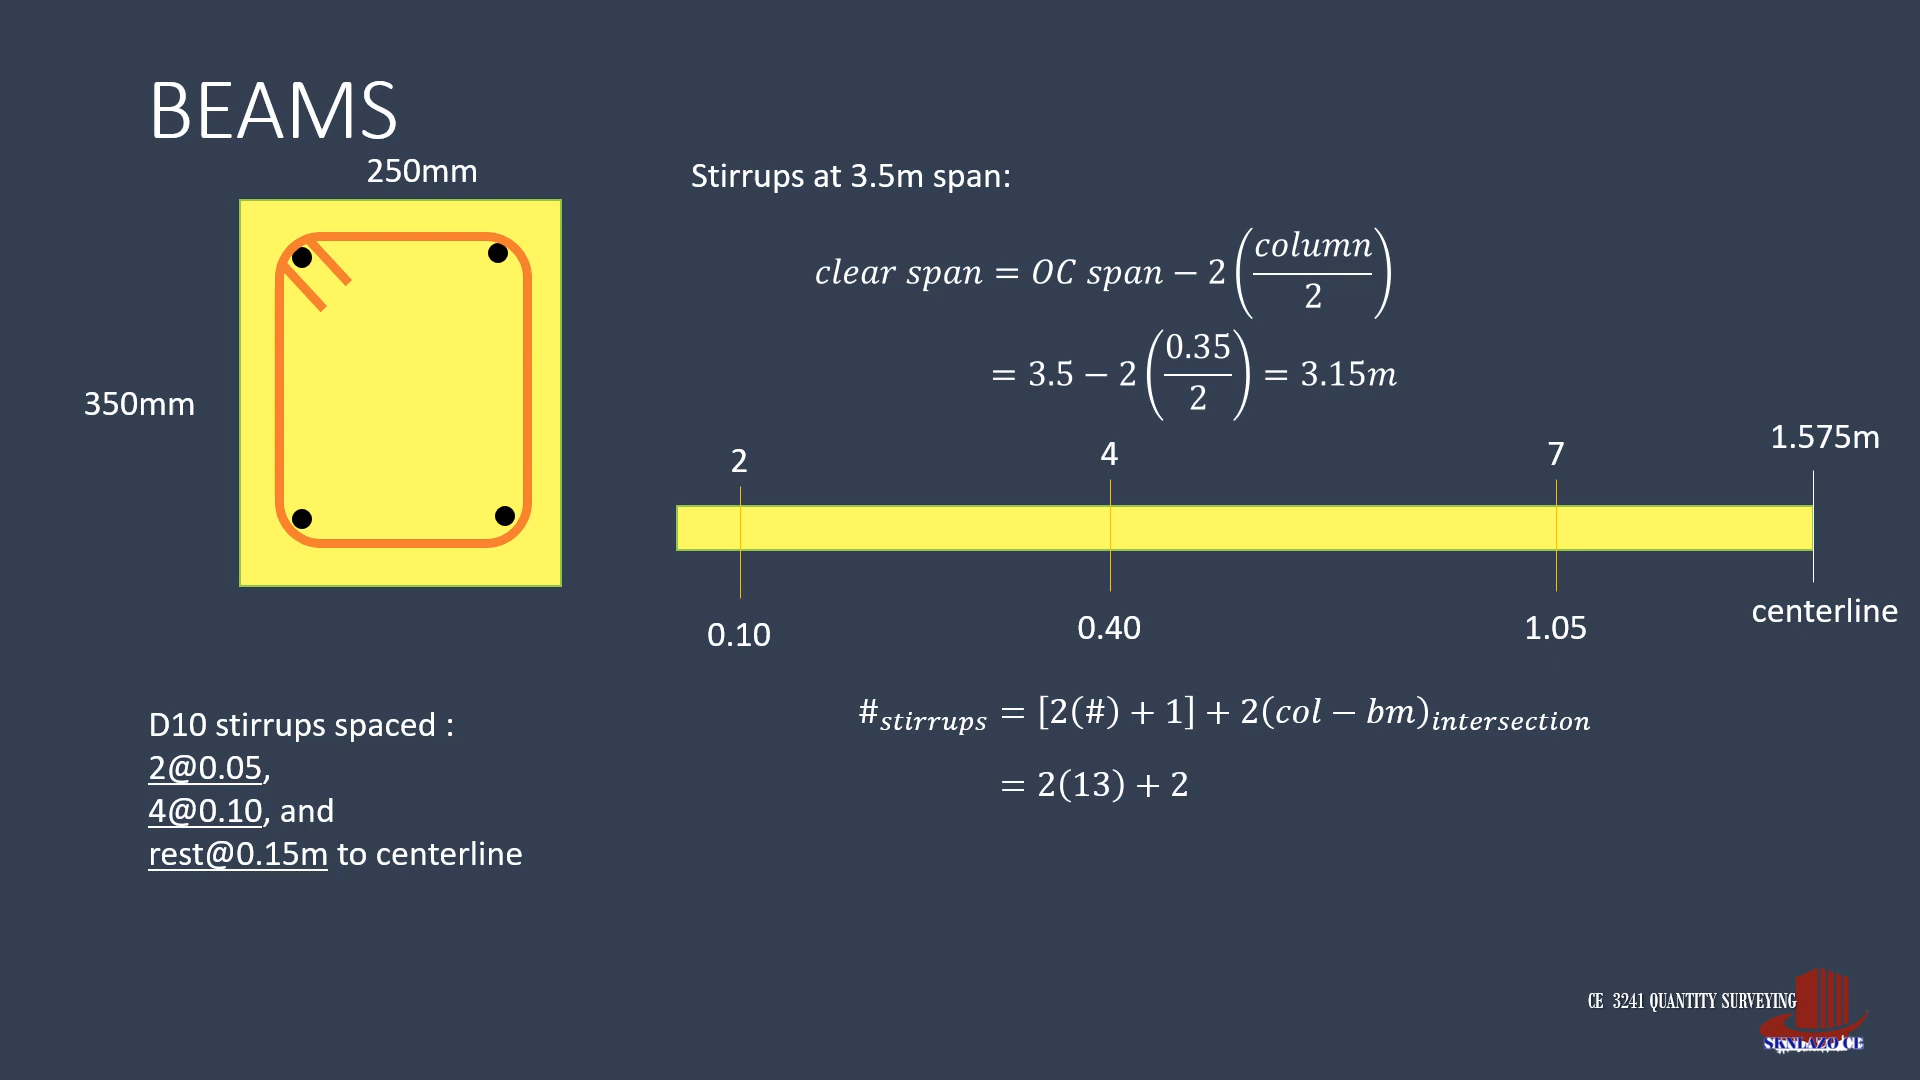 BEAMS
250mm
350mm
Stirrups at 3.5m span:
clear span = OC span − 2(column/2)
= 3.5 − 2(0.35/2) = 3.15m
2
4
7
1.575m
0.10
0.40
1.05
centerline
D10 stirrups spaced :
2@0.05,
4@0.10, and
rest@0.15m to centerline
#stirrups = [2(#) + 1] + 2(col − bm)intersection
= 2(13) + 2
CE 3241 QUANTITY SURVEYING
SKNLAZO CE